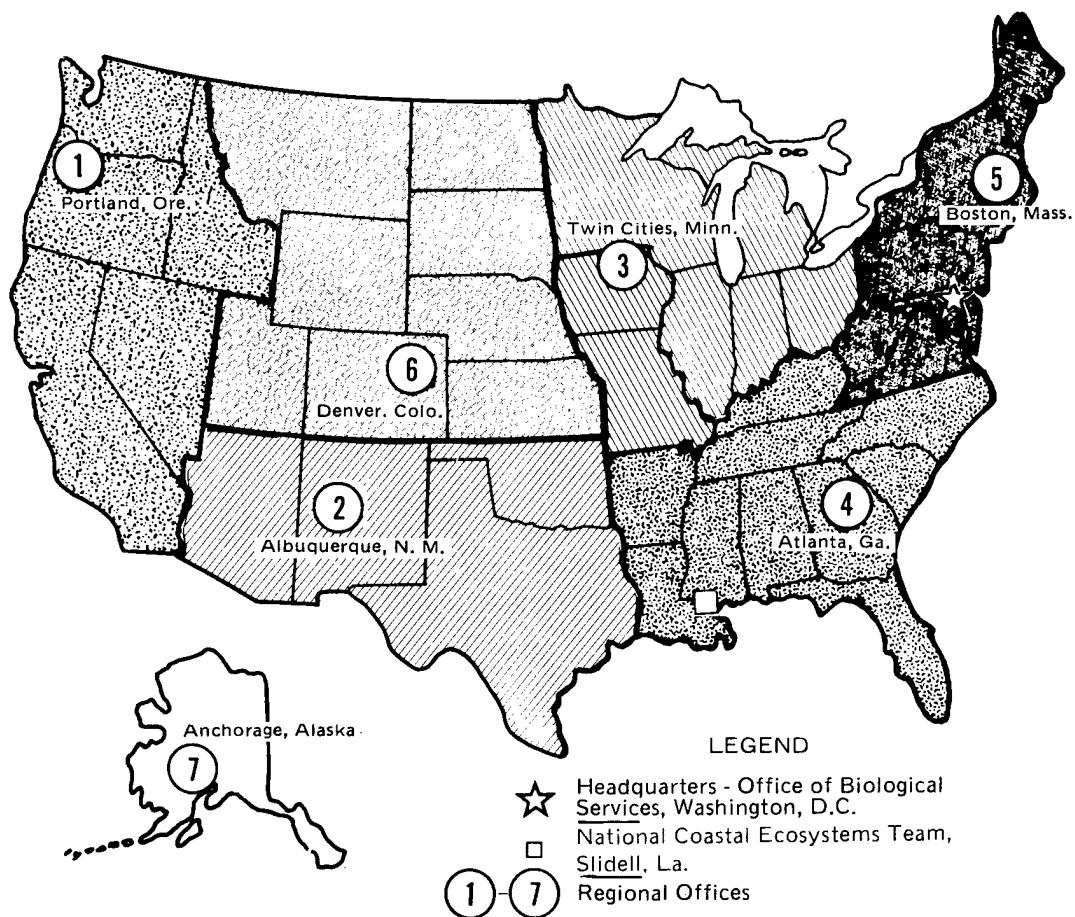 1
Portland, Ore.
5
Boston, Mass.
Twin Cities, Minn.
3
6
Denver. Colo.
2
Albuquerque, N. M.
4
Atlanta, Ga.
Anchorage, Alaska
7
LEGEND
Headquarters - Office of Biological
Services, Washington, D.C.
National Coastal Ecosystems Team,
Slidell, La.
1 - 7 Regional Offices